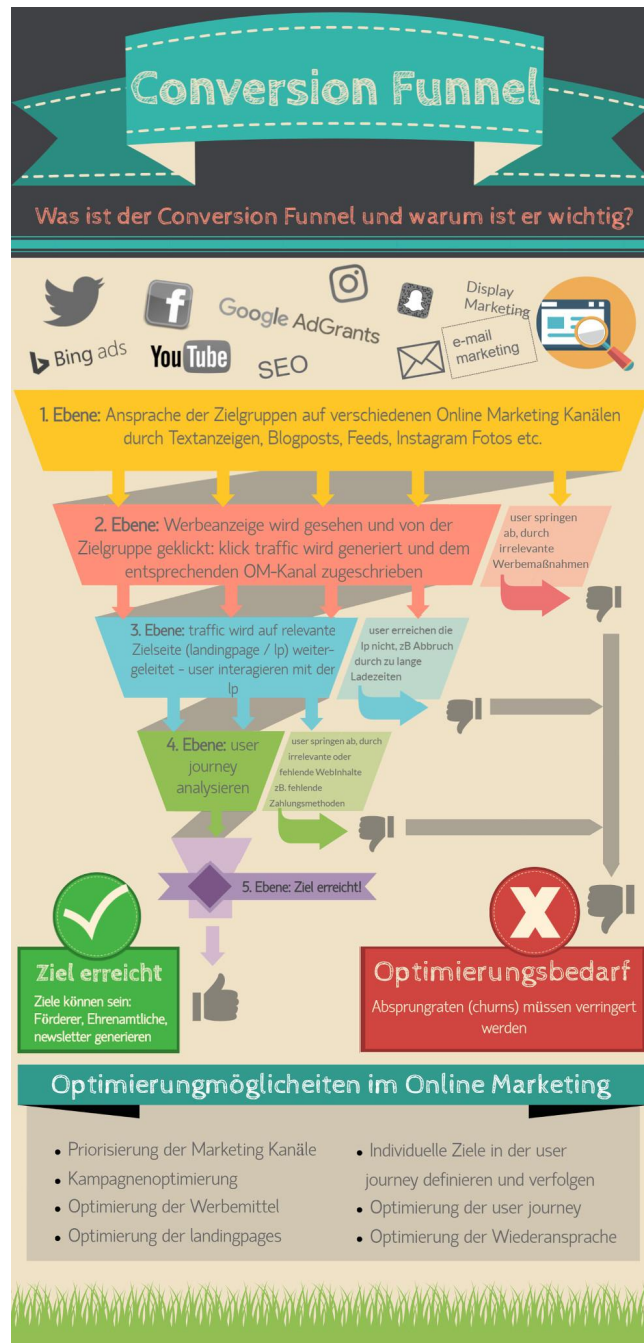 Conversion Funnel
Was ist der Conversion Funnel und warum ist er wichtig?
Google AdGrants
Display
Marketing
Bing ads
YouTube
SEO
e-mail
marketing
1. Ebene: Ansprache der Zielgruppen auf verschiedenen Online Marketing Kanälen
durch Textanzeigen, Blogposts, Feeds, Instagram Fotos etc.
2. Ebene: Werbeanzeige wird gesehen und von der
Zielgruppe geklickt: klick traffic wird generiert und dem
entsprechenden OM-Kanal zugeschrieben
user springen
ab, durch
irrelevante
Werbemaßnahmen
3. Ebene: traffic wird auf relevante
Zielseite (landingpage / lp) weiter-
geleitet – user interagieren mit der
lp
user erreichen die
lp nicht, zB Abbruch
durch zu lange
Ladezeiten
4. Ebene: user
journey
analysieren
user springen ab, durch
irrelevante oder
fehlende WebInhalte
zB. fehlende
Zahlungsmethoden
5. Ebene: Ziel erreicht!
Ziel erreicht
Ziele können sein:
Förderer, Ehrenamtliche,
newsletter generieren
X
Optimierungsbedarf
Absprungraten (churns) müssen verringert
werden
Optimierungmöglicheiten im Online Marketing
• Priorisierung der Marketing Kanäle
• Kampagnenoptimierung
• Optimierung der Werbemittel
• Optimierung der landingpages
• Individuelle Ziele in der user
journey definieren und verfolgen
• Optimierung der user journey
• Optimierung der Wiederansprache